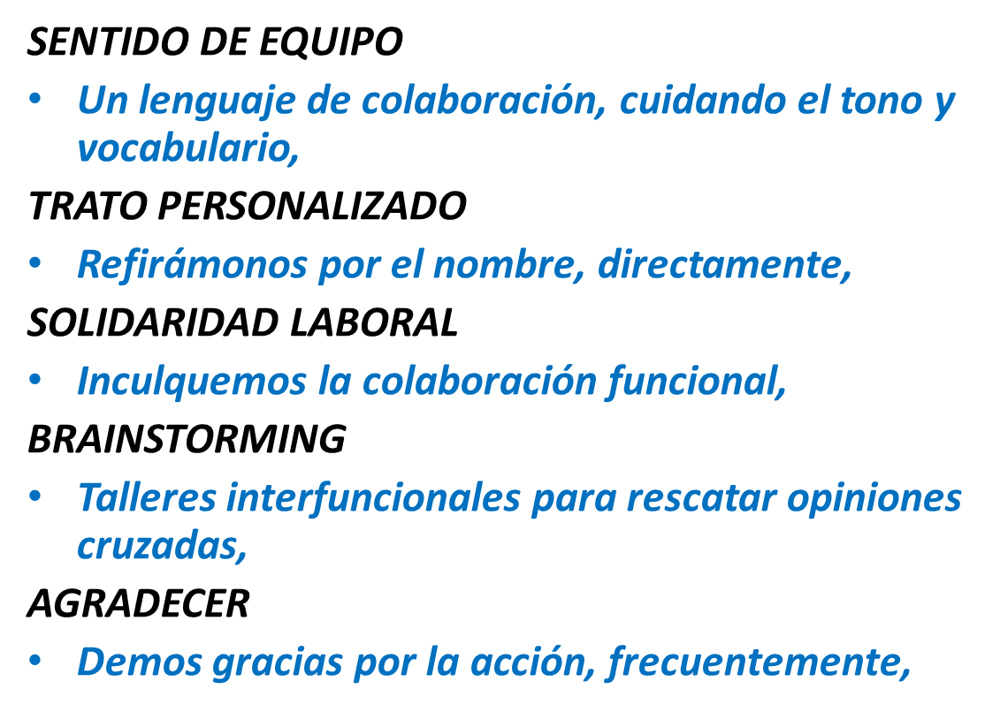 SENTIDO DE EQUIPO
• Un lenguaje de colaboración, cuidando el tono y
vocabulario,
TRATO PERSONALIZADO
• Refirámonos por el nombre, directamente,
SOLIDARIDAD LABORAL
• Inculquemos la colaboración funcional,
BRAINSTORMING
• Talleres interfuncionales para rescatar opiniones
cruzadas,
AGRADECER
• Demos gracias por la acción, frecuentemente,